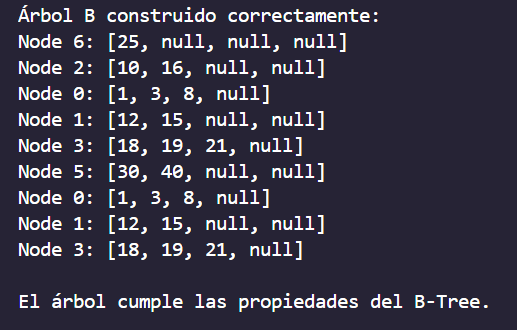 Árbol B construido correctamente:
Node 6: [25, null, null, null]
Node 2: [10, 16, null, null]
Node 0: [1, 3, 8, null]
Node 1: [12, 15, null, null]
Node 3: [18, 19, 21, null]
Node 5: [30, 40, null, null]
Node 0: [1, 3, 8, null]
Node 1: [12, 15, null, null]
Node 3: [18, 19, 21, null]
El árbol cumple las propiedades del B-Tree.